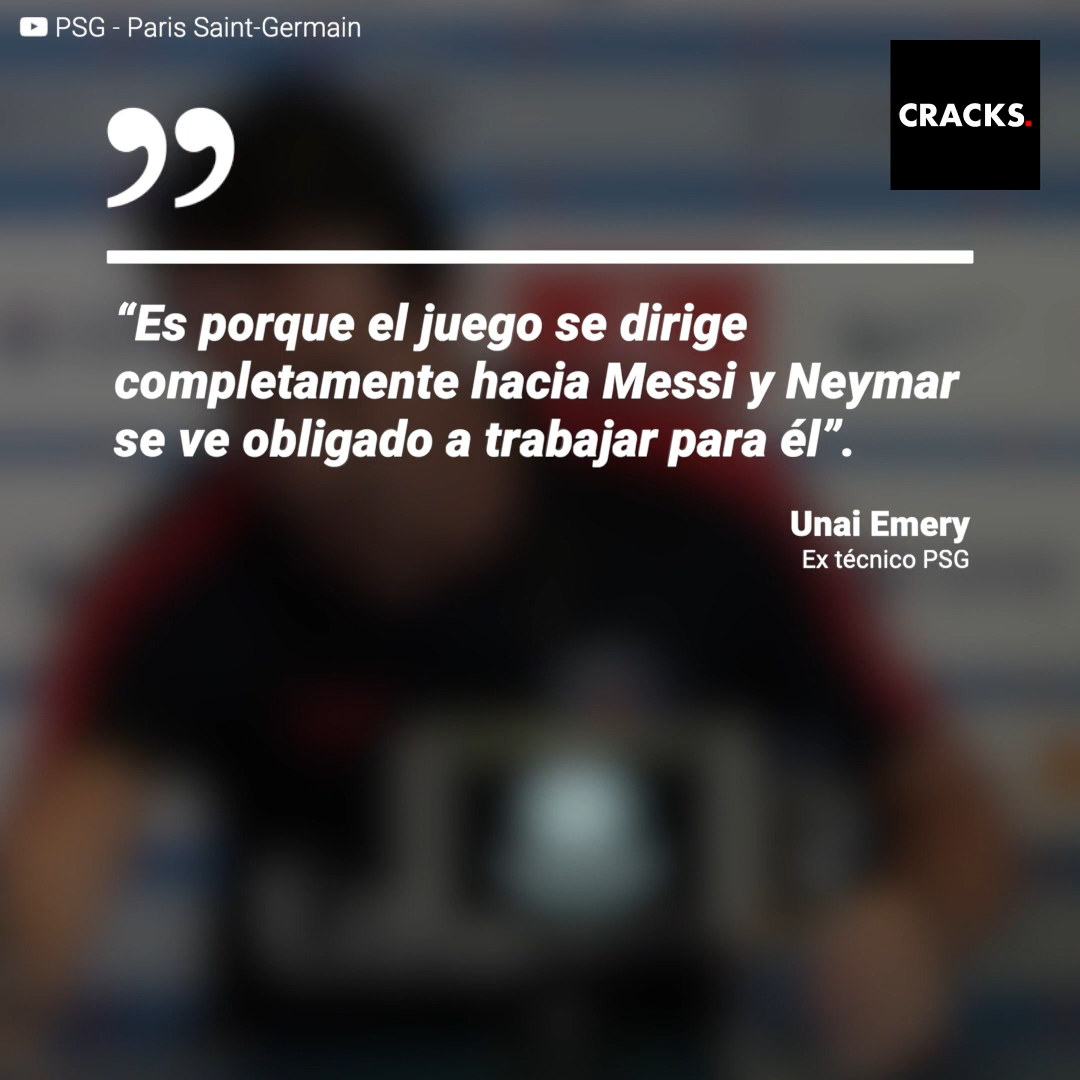 PSG - Paris Saint-Germain
CRACKS.
”
“Es porque el juego se dirige
completamente hacia Messi y Neymar
se ve obligado a trabajar para él”.
Unai Emery
Ex técnico PSG